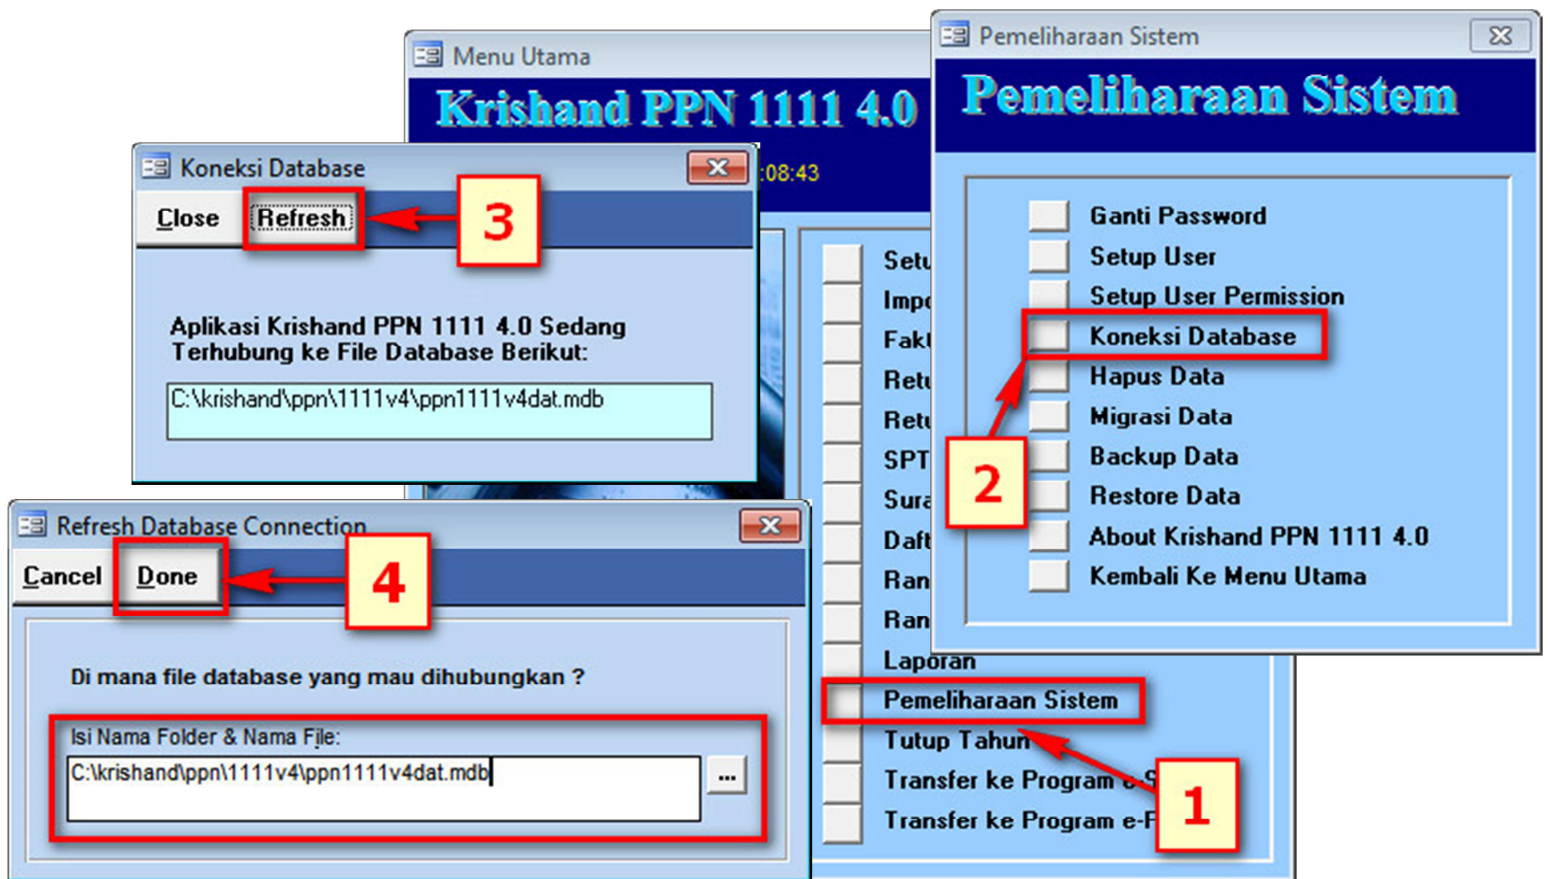 Menu Utama
Krishand PPN 1111 4.0
:08:43
Laporan
Pemeliharaan Sistem
Tutup Tahun
Transfer ke Program
Transfer ke Program
1
Pemeliharaan Sistem
Pemeliharaan Sistem
Ganti Password
Setup User
Setup User Permission
Koneksi Database
Hapus Data
Migrasi Data
Backup Data
Restore Data
About Krishand PPN 1111 4.0
Kembali Ke Menu Utama
2
Koneksi Database
Close Refresh
3
Aplikasi Krishand PPN 1111 4.0 Sedang
Terhubung ke File Database Berikut:
C:\krishand\ppn\1111v4\ppn1111v4dat.mdb
Refresh Database Connection
Cancel Done
4
Di mana file database yang mau dihubungkan ?
Isi Nama Folder & Nama File:
C:\krishand\ppn\1111v4\ppn1111v4dat.mdb
...